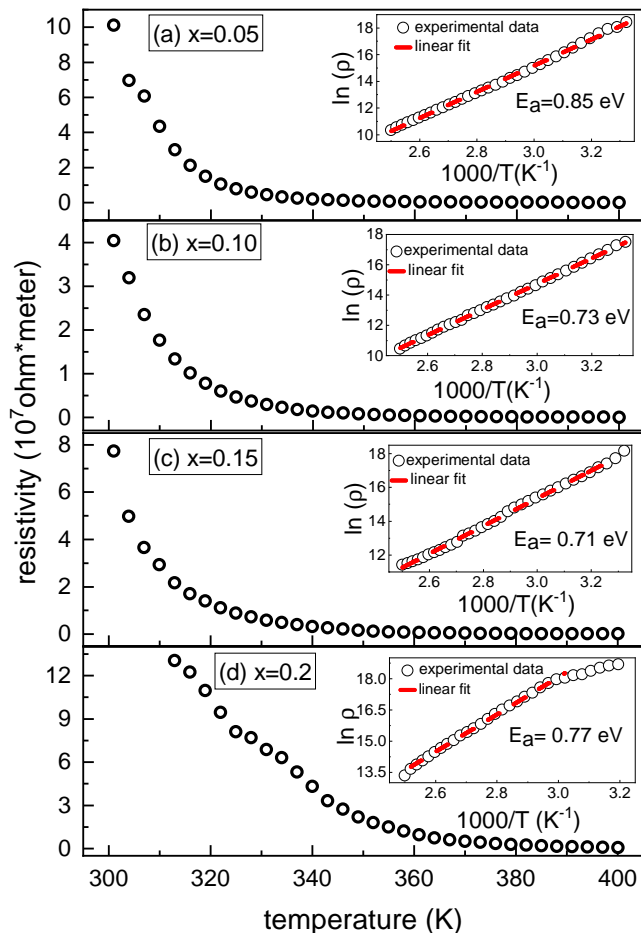 resistivity (10⁷ohm*meter)
10
8
6
4
2
0
(a) x=0.05
ln (ρ)
18
16
14
12
10
experimental data
linear fit
Eₐ=0.85 eV
2.6 2.8 3.0 3.2
1000/T(K⁻¹)
4
3
2
1
0
(b) x=0.10
ln (ρ)
18
16
14
12
10
experimental data
linear fit
Eₐ=0.73 eV
2.6 2.8 3.0 3.2
1000/T(K⁻¹)
8
6
4
2
0
(c) x=0.15
ln (ρ)
18
16
14
12
experimental data
linear fit
Eₐ= 0.71 eV
2.6 2.8 3.0 3.2
1000/T(K⁻¹)
12
9
6
3
0
(d) x=0.2
ln ρ
18.0
16.5
15.0
13.5
experimental data
linear fit
Eₐ= 0.77 eV
2.6 2.8 3.0 3.2
1000/T (K⁻¹)
300 320 340 360 380 400
temperature (K)